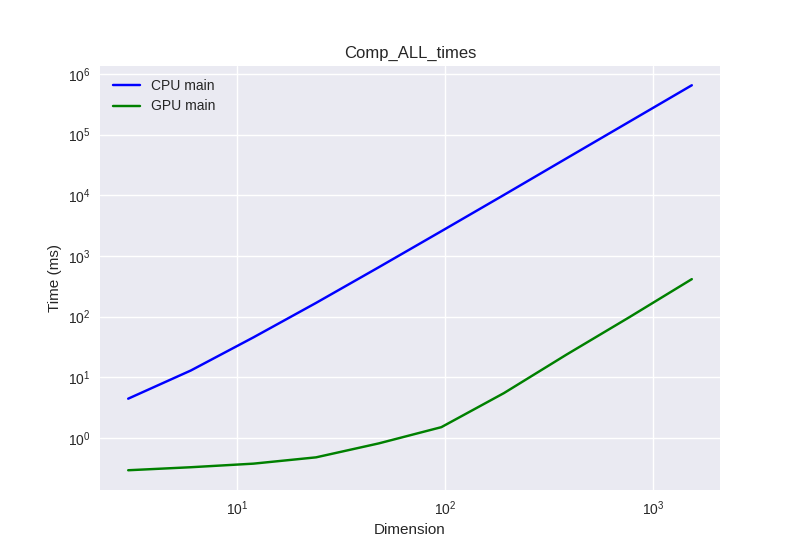 Comp_ALL_times
CPU main
GPU main
10⁶
10⁵
10⁴
10³
10²
10¹
10⁰
Time (ms)
10¹ 10² 10³
Dimension